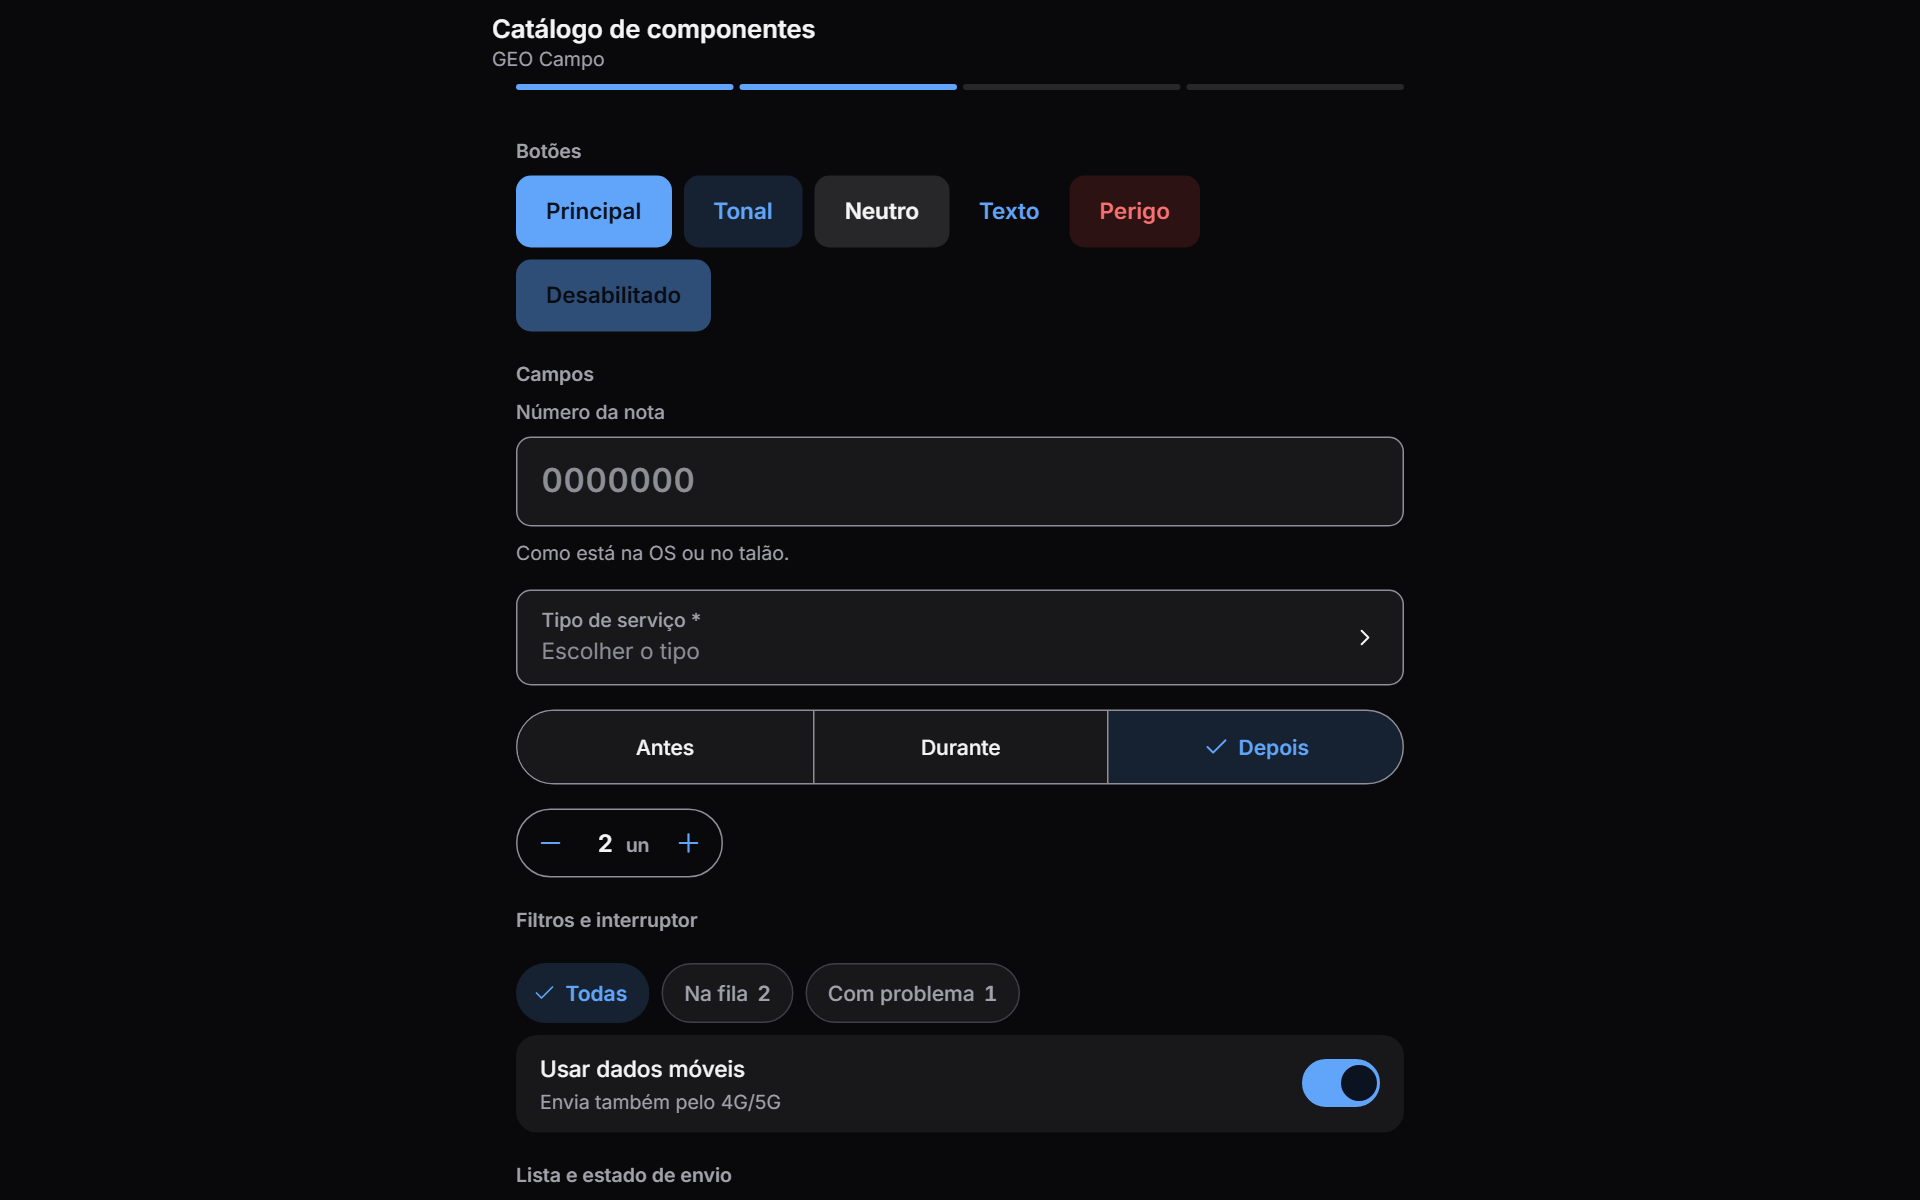 Catálogo de componentes
GEO Campo
Botões
Principal Tonal Neutro Texto Perigo
Desabilitado
Campos
Número da nota
0000000
Como está na OS ou no talão.
Tipo de serviço *
Escolher o tipo
Antes Durante Depois
2 un
Filtros e interruptor
Todas Na fila 2 Com problema 1
Usar dados móveis
Envia também pelo 4G/5G
Lista e estado de envio